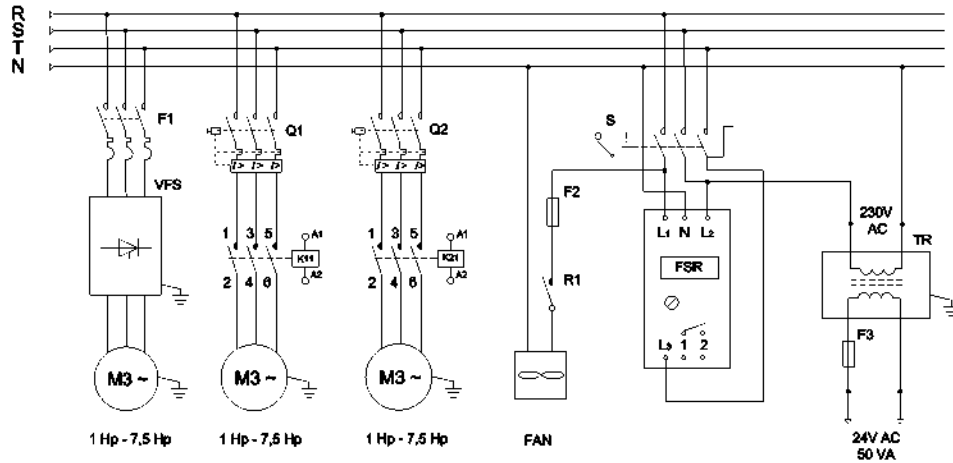 R
S
T
N
F1
Q1
Q2
S
F2
VFS
230V
AC
L1 N L2
TR
1 3 5
A1
K11
A2
2 4 6
1 3 5
A1
K21
A2
2 4 6
FSR
R1
L3 1 2
F3
I> I> I>
I> I> I>
M3 ~
M3 ~
M3 ~
1 Hp - 7,5 Hp
1 Hp - 7,5 Hp
1 Hp - 7,5 Hp
FAN
24V AC
50 VA